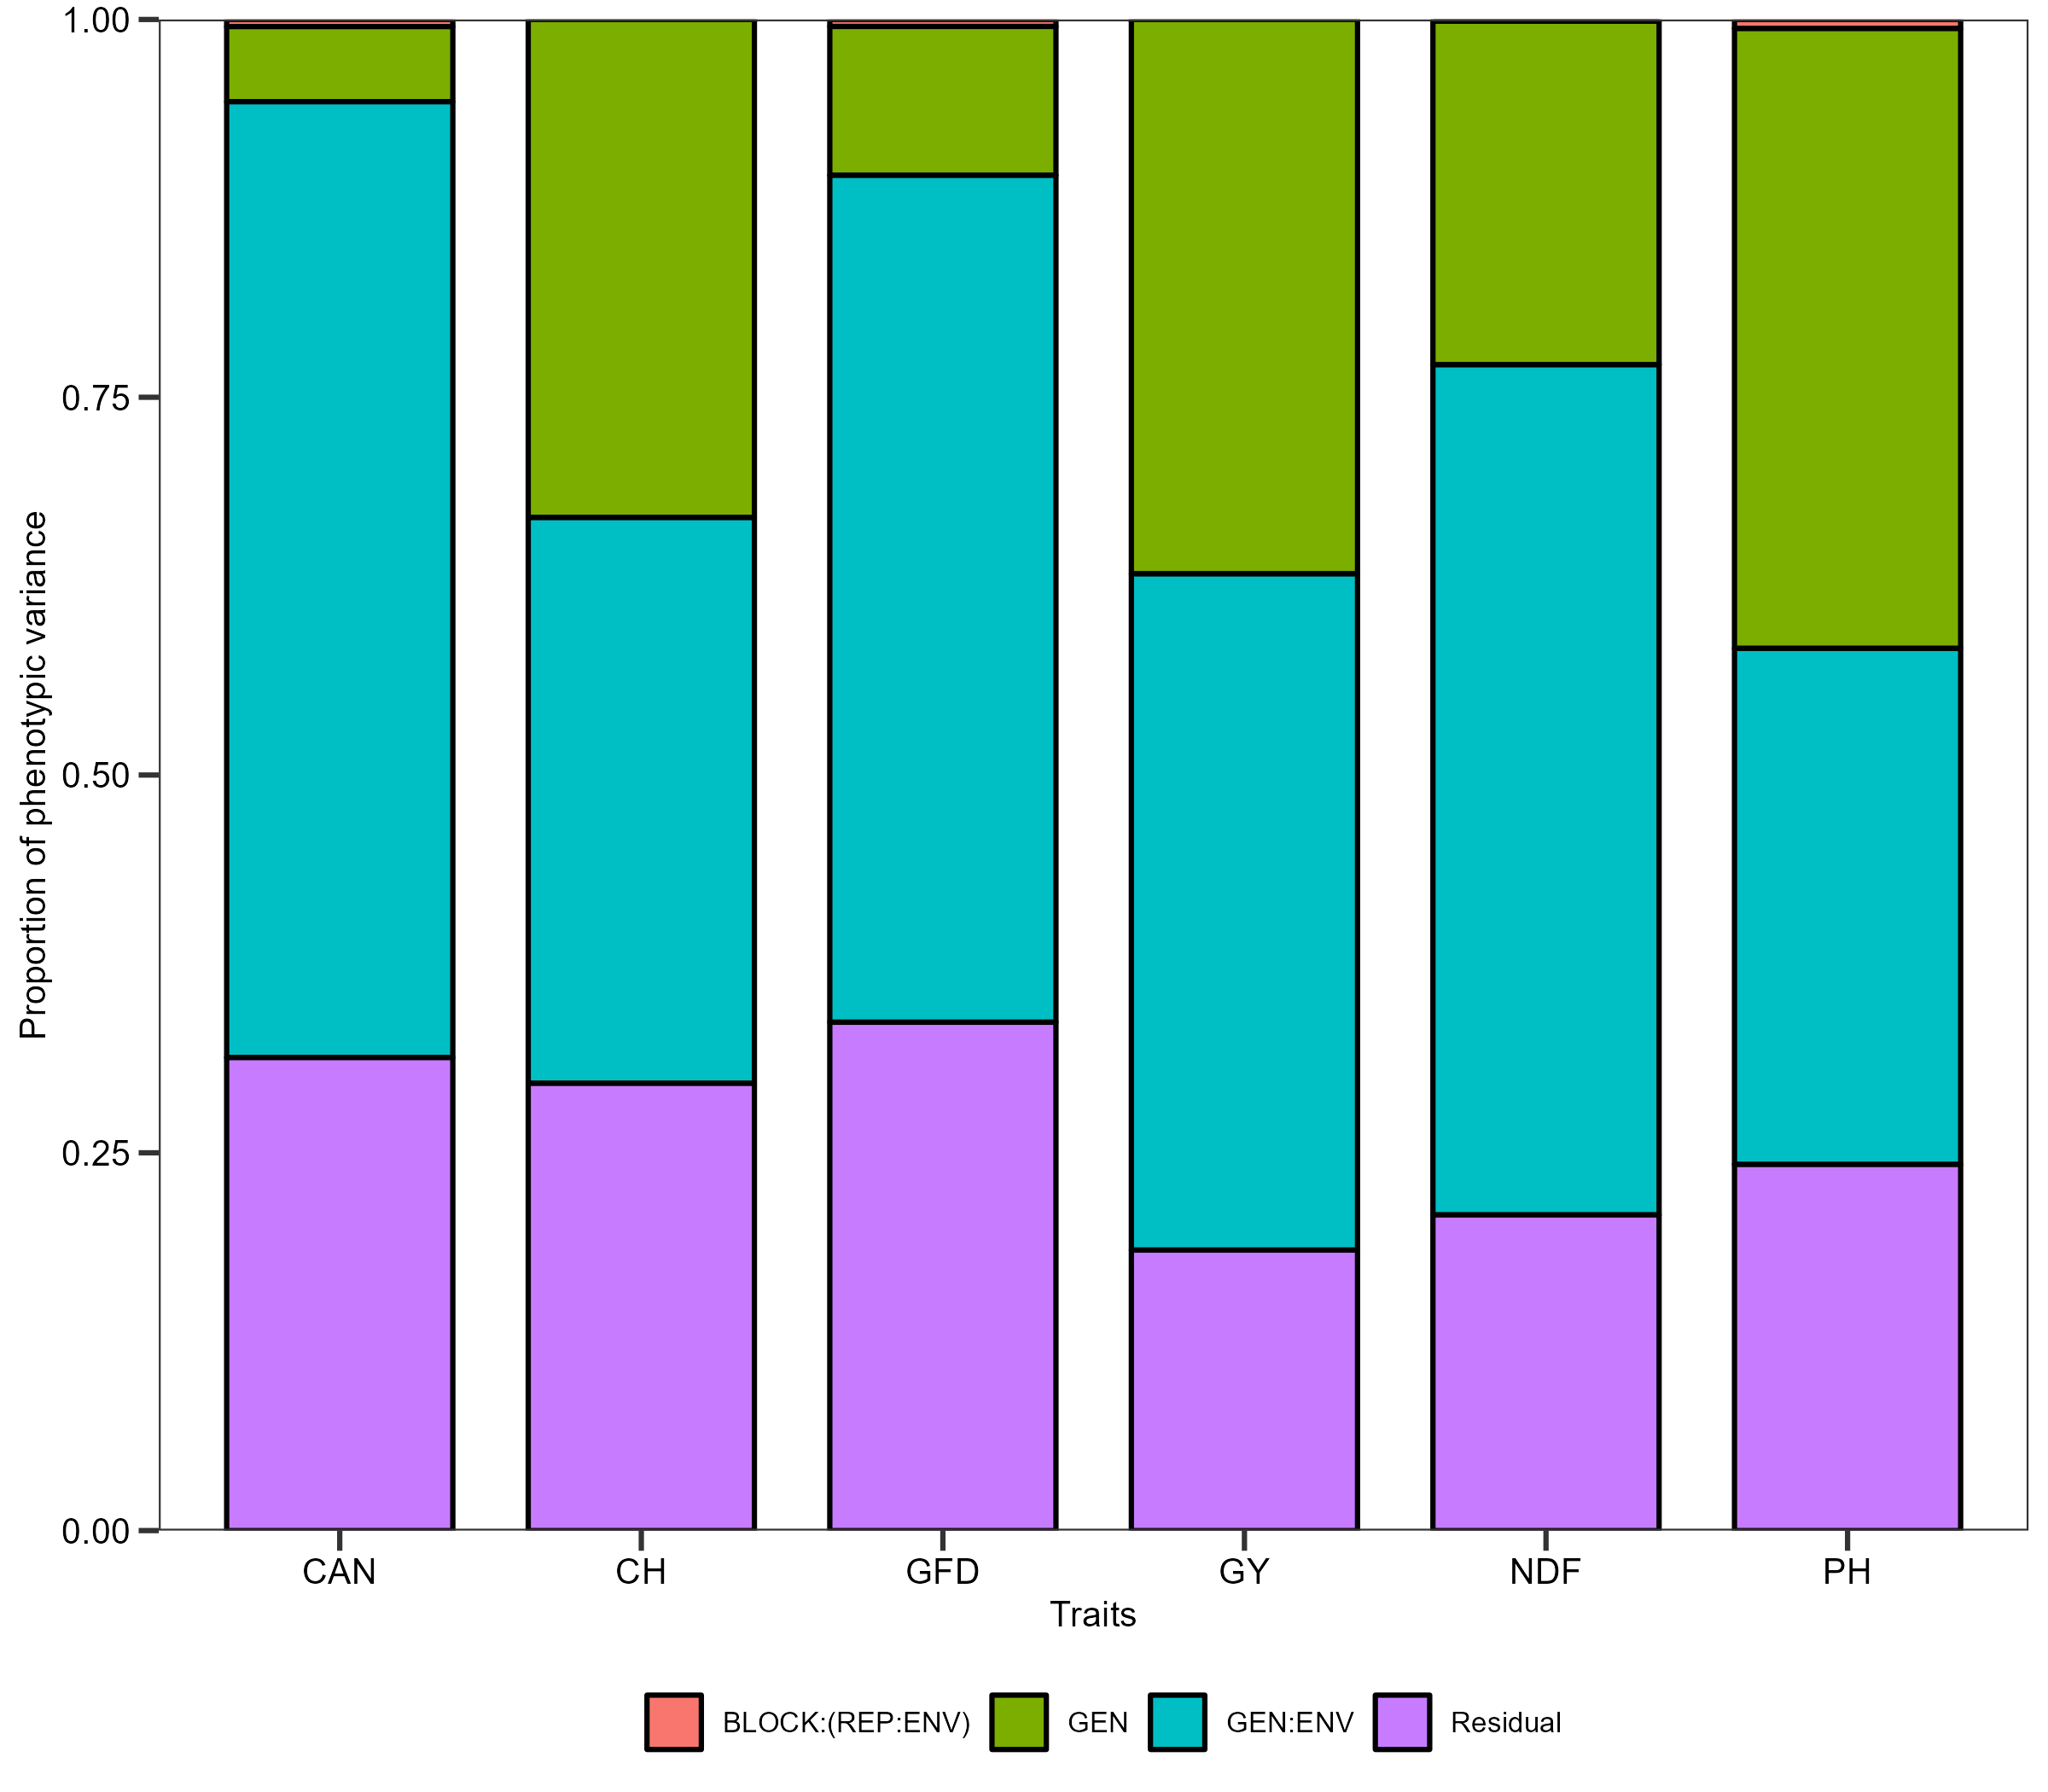 Proportion of phenotypic variance
1.00
0.75
0.50
0.25
0.00
CAN CH GFD GY NDF PH
Traits
BLOCK:(REP:ENV) GEN GEN:ENV Residual